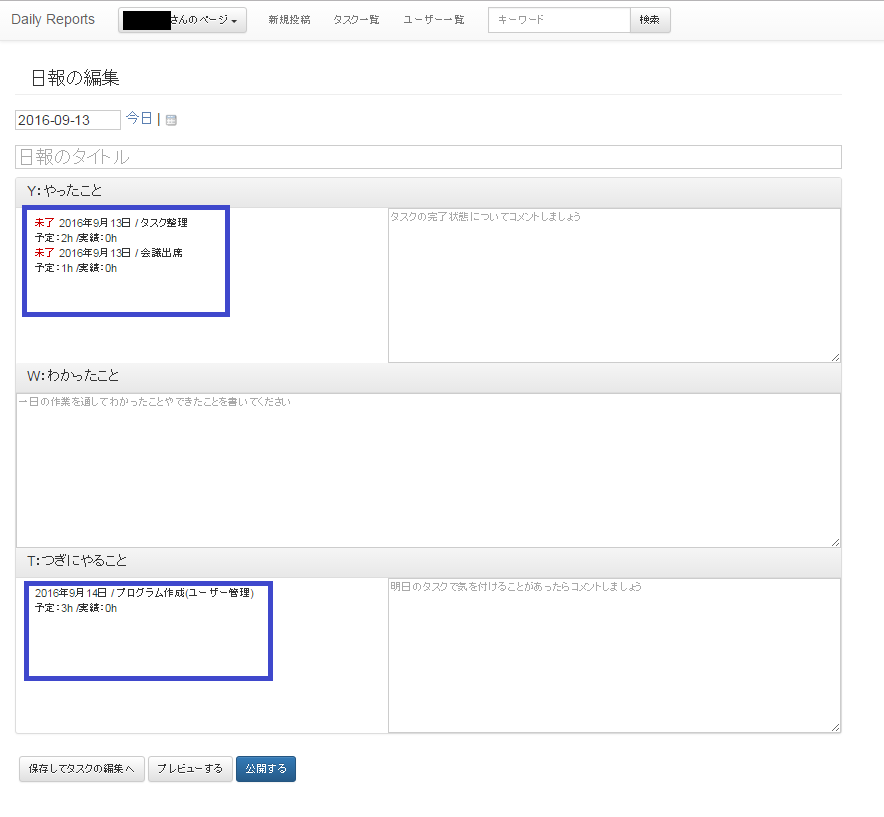 Daily Reports
さんのページ
新規投稿
タスク一覧
ユーザー一覧
キーワード
検索
日報の編集
2016-09-13
今日 |
日報のタイトル
Y:やったこと
未了 2016年9月13日 / タスク整理
予定:2h /実績:0h
未了 2016年9月13日 / 会議出席
予定:1h /実績:0h
タスクの完了状態についてコメントしましょう
W:わかったこと
一日の作業を通してわかったことやできたことを書いてください
T:つぎにやること
2016年9月14日 / プログラム作成(ユーザー管理)
予定:3h /実績:0h
明日のタスクで気を付けることがあったらコメントしましょう
保存してタスクの編集へ
プレビューする
公開する